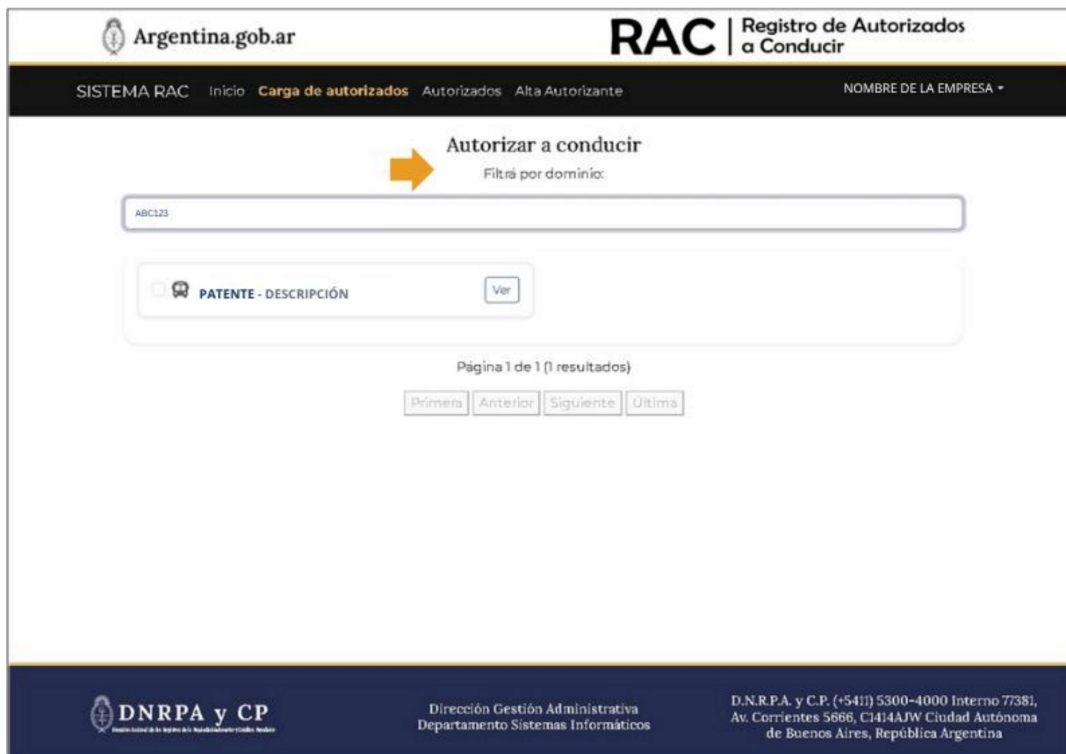 Argentina.gob.ar
RAC | Registro de Autorizados
a Conducir
SISTEMA RAC Inicio Carga de autorizados Autorizados Alta Autorizante NOMBRE DE LA EMPRESA
Autorizar a conducir
Filtrá por dominio:
ABC123
PATENTE - DESCRIPCIÓN Ver
Página 1 de 1 (1 resultados)
Primera Anterior Siguiente Última
DNRPA y CP
Dirección Gestión Administrativa
Departamento Sistemas Informáticos
D.N.R.P.A. y C.P. (+5411) 5300-4000 Interno 77381,
Av. Corrientes 5666, C1414AJW Ciudad Autónoma
de Buenos Aires, República Argentina